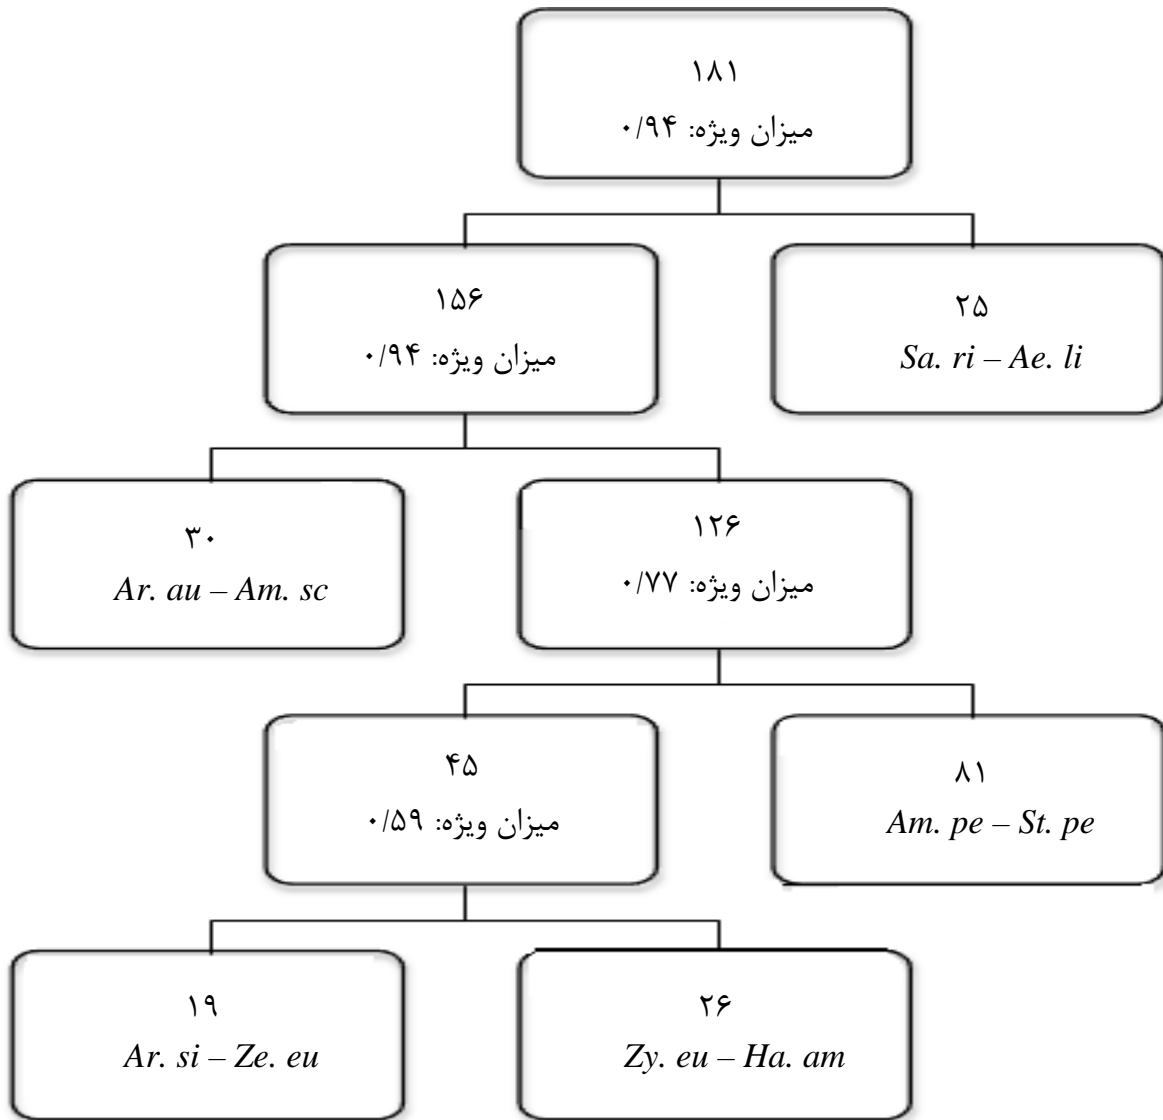 ۱۸۱
میزان ویژه: ۰/۹۴
۱۵۶
میزان ویژه: ۰/۹۴
۲۵
Sa. ri – Ae. li
۳۰
Ar. au – Am. sc
۱۲۶
میزان ویژه: ۰/۷۷
۴۵
میزان ویژه: ۰/۵۹
۸۱
Am. pe – St. pe
۱۹
Ar. si – Ze. eu
۲۶
Zy. eu – Ha. am